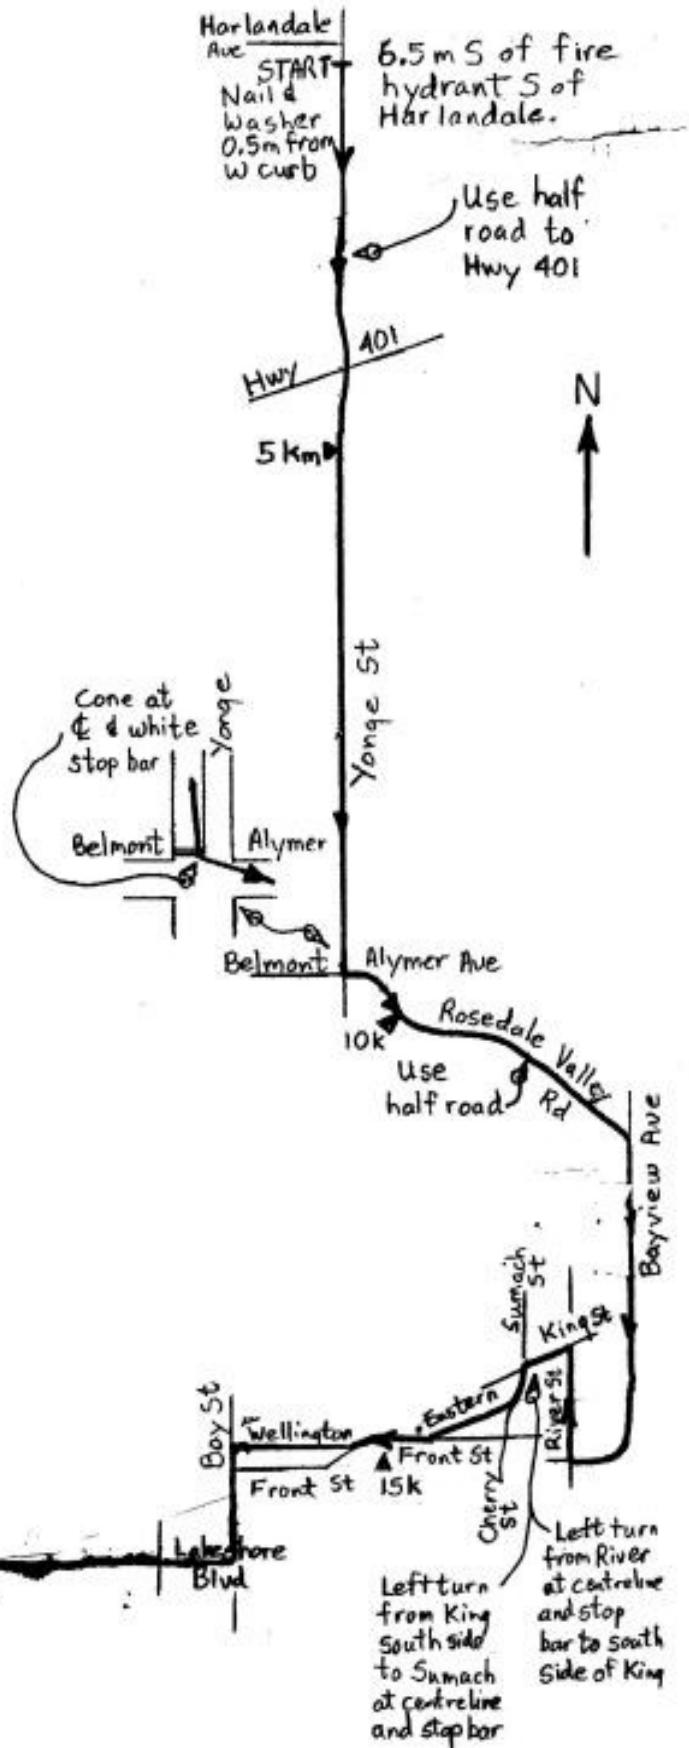 Harlandale
Ave
START
Nail &
Washer
0.5m from
W curb
6.5m S of fire
hydrant S of
Harlandale.
Use half
road to
Hwy 401
Hwy 401
N
5km
Yonge St
Cone at
℄ & white
stop bar
Yonge
Belmont
Alymer
Belmont
Alymer Ave
10k
Rosedale Valley
Rd
Use
half road
Bayview Ave
Sumach
St
King St
River St
Eastern
Bay St
Wellington
Front St
Front St
15k
Cherry
St
Lakeshore
Blvd
Left turn
from King
south side
to Sumach
at centreline
and stop bar
Left turn
from River
at centreline
and stop
bar to south
side of King